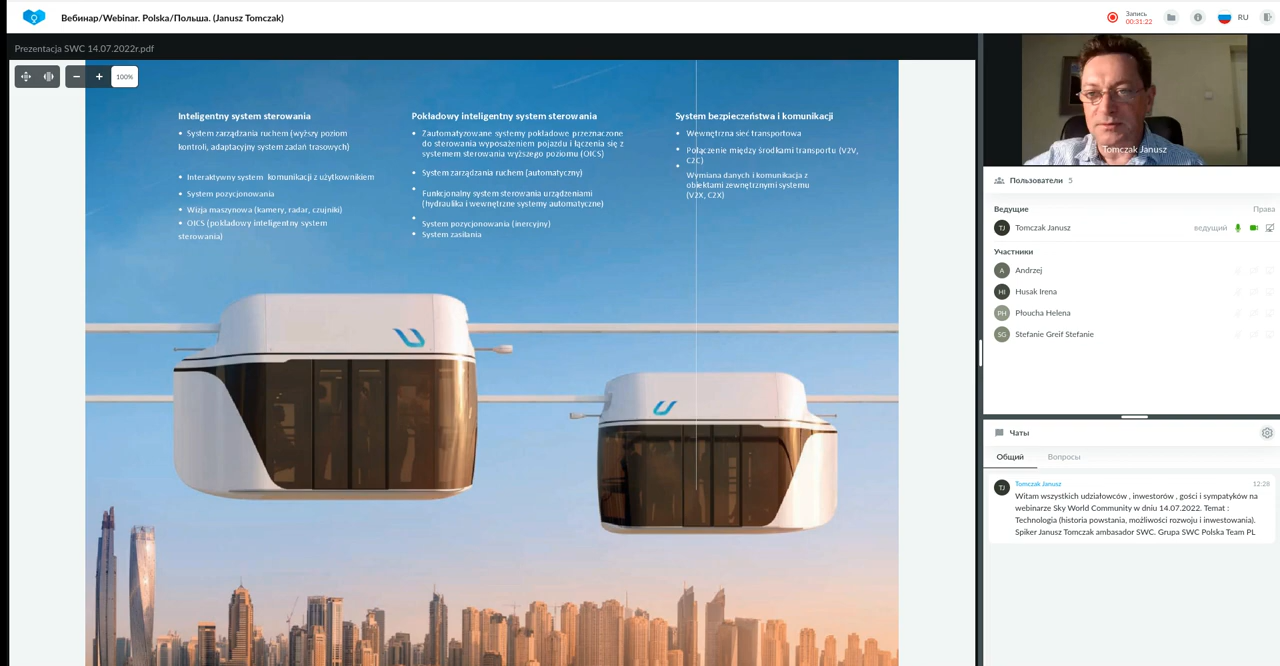 Вебинар/Webinar. Polska/Польша. (Janusz Tomczak)
Запись
00:31:22
RU
Prezentacja SWC 14.07.2022r.pdf
100%
Inteligentny system sterowania
• System zarządzania ruchem (wyższy poziom
kontroli, adaptacyjny system zadań trasowych)
• Interaktywny system komunikacji z użytkownikiem
• System pozycjonowania
• Wizja maszynowa (kamery, radar, czujniki)
• OICS (pokładowy inteligentny system
sterowania)
Pokładowy inteligentny system sterowania
• Zautomatyzowane systemy pokładowe przeznaczone
do sterowania wyposażeniem pojazdu i łączenia się z
systemem sterowania wyższego poziomu (OICS)
• System zarządzania ruchem (automatyczny)
• Funkcjonalny system sterowania urządzeniami
(hydraulika i wewnętrzne systemy automatyczne)
• System pozycjonowania (inercyjny)
• System zasilania
System bezpieczeństwa i komunikacji
• Wewnętrzna sieć transportowa
• Połączenie między środkami transportu (V2V,
C2C)
• Wymiana danych i komunikacja z
obiektami zewnętrznymi systemu
(V2X, C2X)
Tomczak Janusz
Пользователи 5
Ведущие Права
TJ Tomczak Janusz ведущий
Участники
A Andrzej
HI Husak Irena
PH Płoucha Helena
SG Stefanie Greif Stefanie
Чаты
Общий Вопросы
TJ Tomczak Janusz 12:28
Witam wszystkich udziałowców , inwestorów , gości i sympatyków na
webinarze Sky World Community w dniu 14.07.2022. Temat :
Technologia (historia powstania, możliwości rozwoju i inwestowania).
Spiker Janusz Tomczak ambasador SWC. Grupa SWC Polska Team PL